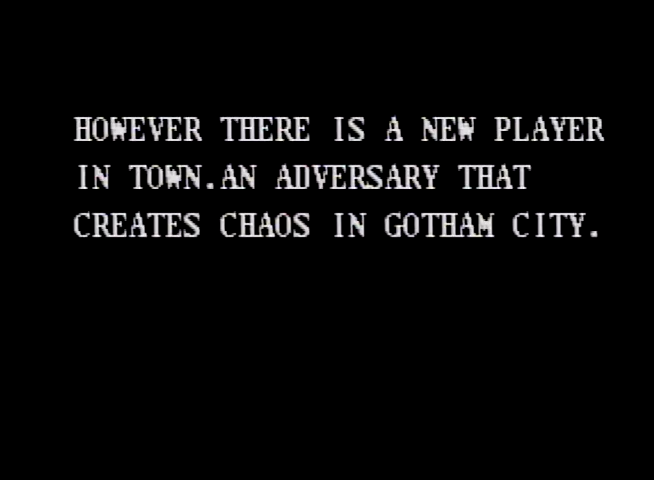 HOWEVER THERE IS A NEW PLAYER
IN TOWN.AN ADVERSARY THAT
CREATES CHAOS IN GOTHAM CITY.